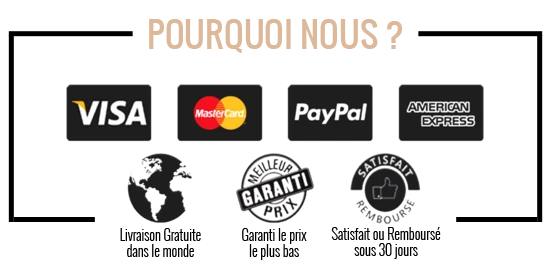 POURQUOI NOUS ?
VISA
MasterCard
PayPal
AMERICAN
EXPRESS
MEILLEUR
GARANTI
PRIX
SATISFAIT
REMBOURSE
Livraison Gratuite
dans le monde
Garanti le prix
le plus bas
Satisfait ou Remboursé
sous 30 jours